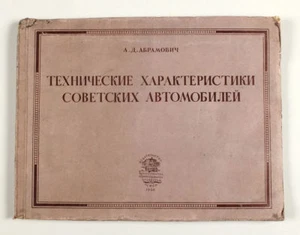 А. Д. АБРАМОВИЧ
ТЕХНИЧЕСКИЕ ХАРАКТЕРИСТИКИ
СОВЕТСКИХ АВТОМОБИЛЕЙ